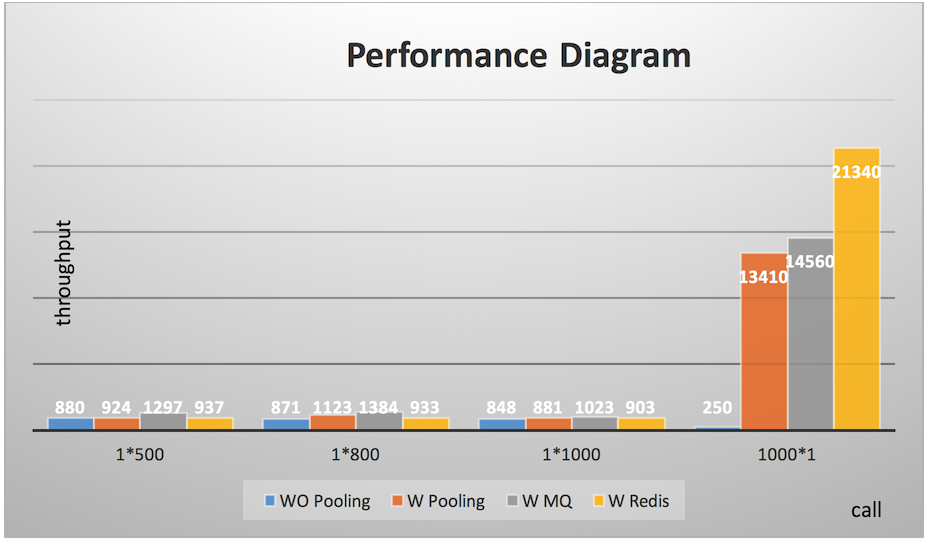 Performance Diagram
throughput
880 924 1297 937 871 1123 1384 933 848 881 1023 903 250 13410 14560 21340
1*500 1*800 1*1000 1000*1
WO Pooling W Pooling W MQ W Redis
call